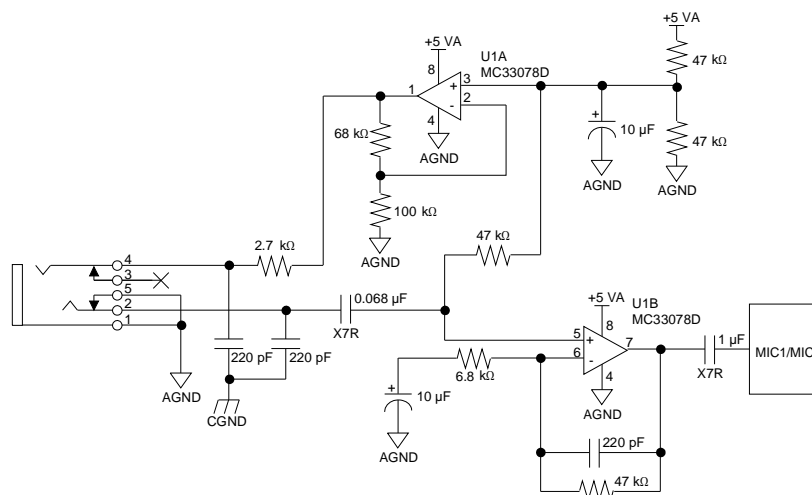 +5 VA
U1A
MC33078D
8
1
3
+
2
-
4
AGND
68 kΩ
100 kΩ
AGND
+5 VA
47 kΩ
+
10 µF
47 kΩ
AGND
AGND
47 kΩ
2.7 kΩ
4
3
5
2
1
0.068 µF
X7R
220 pF
220 pF
AGND
CGND
+5 VA
U1B
MC33078D
8
5
+
6
-
7
4
AGND
6.8 kΩ
+
10 µF
AGND
220 pF
47 kΩ
1 µF
X7R
MIC1/MIC